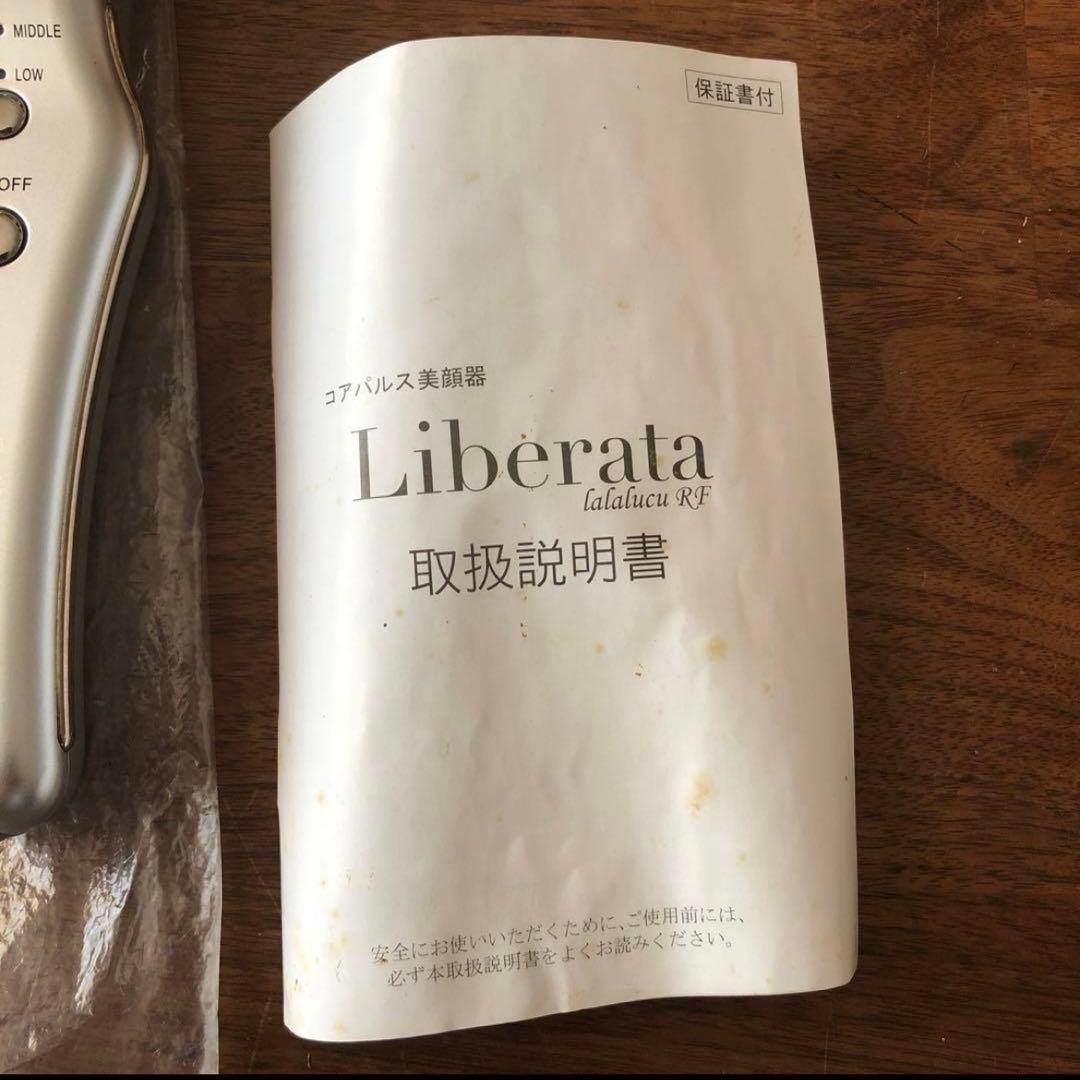 MIDDLE
LOW
OFF
保証書付
コアパルス美顔器
Liberata
lalalucu RF
取扱説明書
安全にお使いいただくために、ご使用前には、
必ず本取扱説明書をよくお読みください。